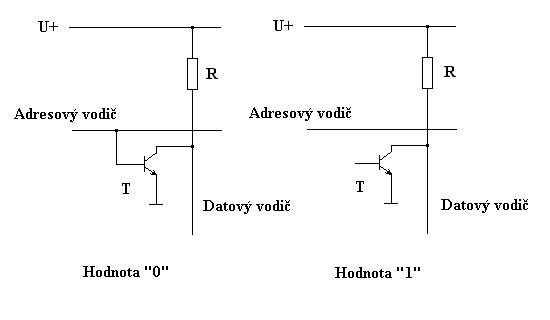 U+
R
Adresový vodič
T
Datový vodič
Hodnota "0"
U+
R
Adresový vodič
T
Datový vodič
Hodnota "1"